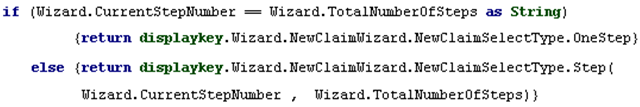 if (Wizard.CurrentStepNumber == Wizard.TotalNumberOfSteps as String)
{return displaykey.Wizard.NewClaimWizard.NewClaimSelectType.OneStep}
else {return displaykey.Wizard.NewClaimWizard.NewClaimSelectType.Step(
Wizard.CurrentStepNumber , Wizard.TotalNumberOfSteps)}